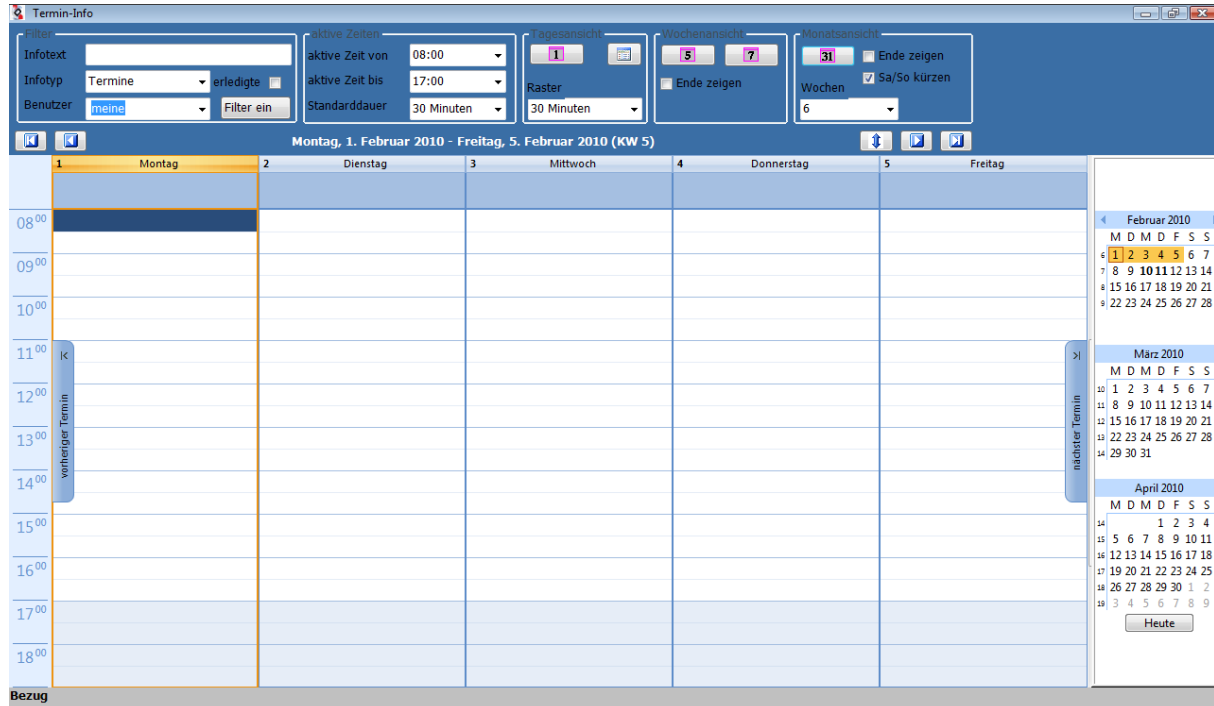 Termin-Info
Filter
Infotext
Infotyp Termine erledigte
Benutzer meine Filter ein
aktive Zeiten
aktive Zeit von 08:00
aktive Zeit bis 17:00
Standarddauer 30 Minuten
Tagesansicht
1
Raster
30 Minuten
Wochenansicht
5 7
Ende zeigen
Monatsansicht
31 Ende zeigen
Sa/So kürzen
Wochen
6
Montag, 1. Februar 2010 - Freitag, 5. Februar 2010 (KW 5)
1 Montag 2 Dienstag 3 Mittwoch 4 Donnerstag 5 Freitag
08 00
09 00
10 00
11 00
12 00
13 00
14 00
15 00
16 00
17 00
18 00
vorheriger Termin
nächster Termin
Februar 2010
M D M D F S S
6 1 2 3 4 5 6 7
7 8 9 10 11 12 13 14
8 15 16 17 18 19 20 21
9 22 23 24 25 26 27 28
März 2010
M D M D F S S
10 1 2 3 4 5 6 7
11 8 9 10 11 12 13 14
12 15 16 17 18 19 20 21
13 22 23 24 25 26 27 28
14 29 30 31
April 2010
M D M D F S S
14 1 2 3 4
15 5 6 7 8 9 10 11
16 12 13 14 15 16 17 18
17 19 20 21 22 23 24 25
18 26 27 28 29 30 1 2
19 3 4 5 6 7 8 9
Heute
Bezug